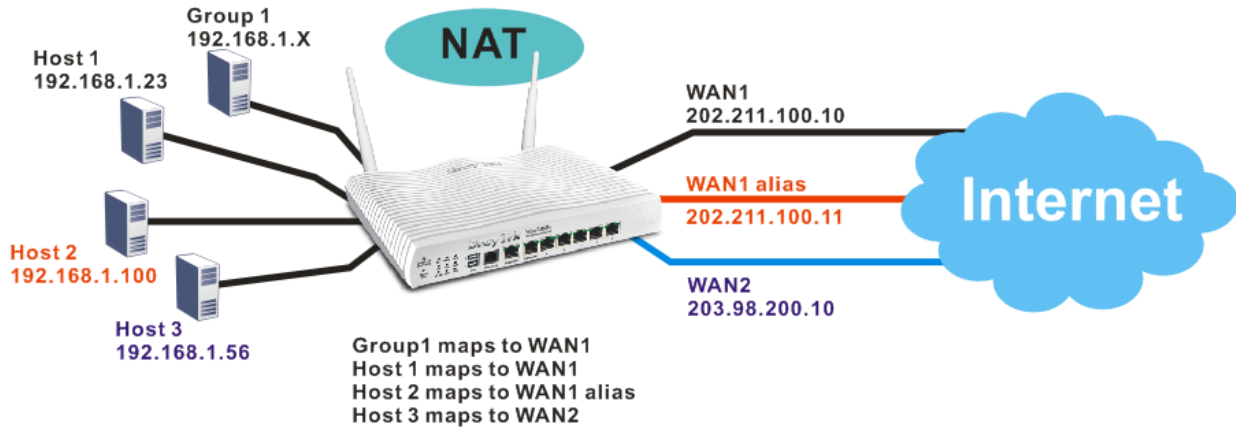 Group 1
192.168.1.X
NAT
Host 1
192.168.1.23
WAN1
202.211.100.10
WAN1 alias
202.211.100.11
Internet
Host 2
192.168.1.100
WAN2
203.98.200.10
Host 3
192.168.1.56
Group1 maps to WAN1
Host 1 maps to WAN1
Host 2 maps to WAN1 alias
Host 3 maps to WAN2